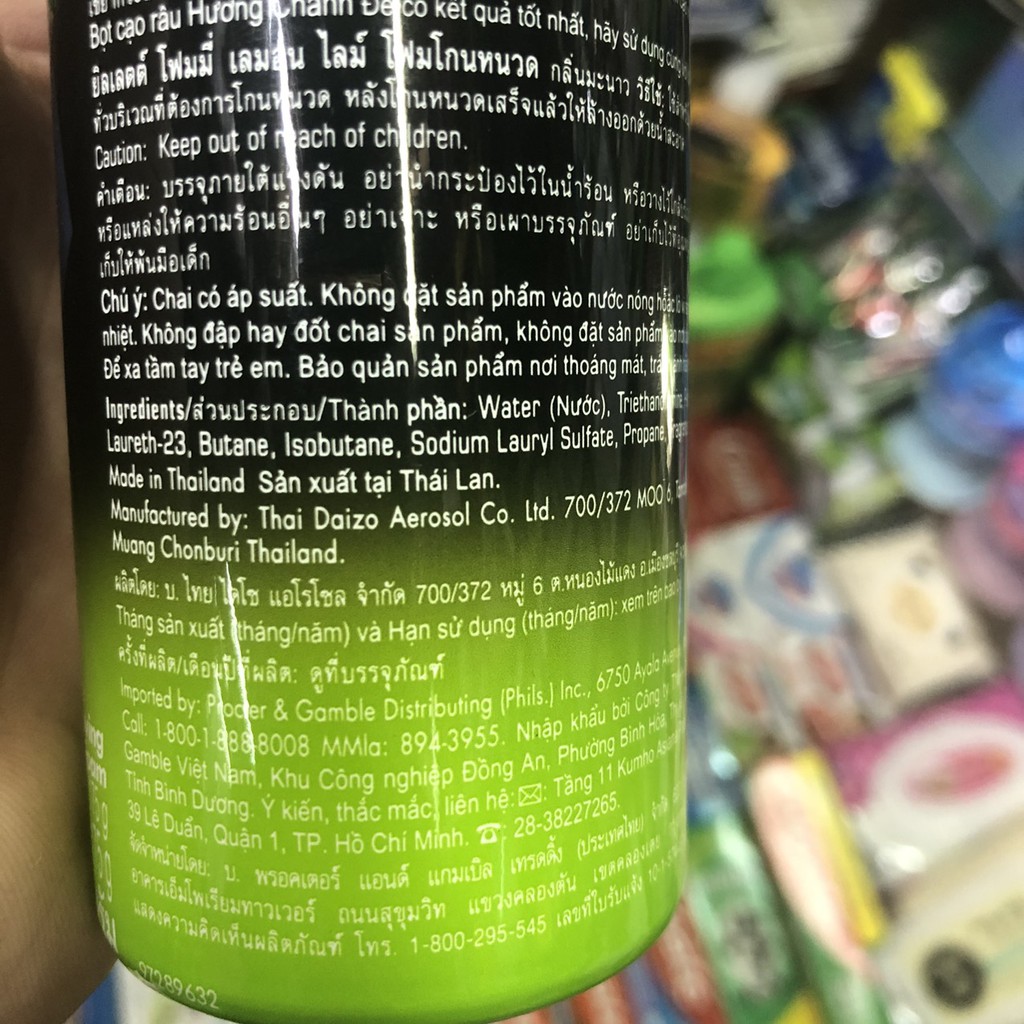 Bọt cạo râu Hương Chanh Để có kết quả tốt nhất, hãy sử dụng cùng
ยิลเลตต์ โฟมมี่ เลมอน ไลม์ โฟมโกนหนวด กลิ่นมะนาว วิธีใช้:
ทั่วบริเวณที่ต้องการโกนหนวด หลังโกนหนวดเสร็จแล้วให้ล้างออกด้วยน้ำสะอาด
Caution: Keep out of reach of children.
คำเตือน: บรรจุภายใต้แรงดัน อย่านำกระป๋องไว้ในน้ำร้อน หรือวางไว้ใกล้
หรือแหล่งให้ความร้อนอื่นๆ อย่าเจาะ หรือเผาบรรจุภัณฑ์ อย่าเก็บไว้ที่
เก็บให้พ้นมือเด็ก
Chú ý: Chai có áp suất. Không đặt sản phẩm vào nước nóng hoặc
nhiệt. Không đập hay đốt chai sản phẩm, không đặt sản phẩm
Để xa tầm tay trẻ em. Bảo quản sản phẩm nơi thoáng mát,
Ingredients/ส่วนประกอบ/Thành phần: Water (Nước),
Laureth-23, Butane, Isobutane, Sodium Lauryl Sulfate, Propane,
Made in Thailand Sản xuất tại Thái Lan.
Manufactured by: Thai Daizo Aerosol Co. Ltd. 700/372 MOO 6,
Muang Chonburi Thailand.
ผลิตโดย: บ. ไทย ไดโซ แอโรโซล จำกัด 700/372 หมู่ 6 ต.หนองไม้แดง
Tháng sản xuất (tháng/năm) và Hạn sử dụng (tháng/năm): xem trên bao
ครั้งที่ผลิต/เดือนปีที่ผลิต: ดูที่บรรจุภัณฑ์
Imported by: Procter & Gamble Distributing (Phils.) Inc., 6750 Ayala
Call: 1-800-1-888-8008 MMla: 894-3955. Nhập khẩu bởi Công
Gamble Việt Nam, Khu Công nghiệp Đồng An, Phường Bình Hòa,
Tỉnh Bình Dương. Ý kiến, thắc mắc, liên hệ:✉: Tầng 11 Kumho
39 Lê Duẩn, Quận 1, TP. Hồ Chí Minh. ☎: 28-38227265.
จัดจำหน่ายโดย: บ. พรอคเตอร์ แอนด์ แกมเบิล เทรดดิ้ง (ประเทศไทย)
อาคารเอ็มโพเรียมทาวเวอร์ ถนนสุขุมวิท แขวงคลองตัน เขตคลองเตย
แสดงความคิดเห็นผลิตภัณฑ์ โทร. 1-800-295-545 เลขที่ใบรับแจ้ง
97289632